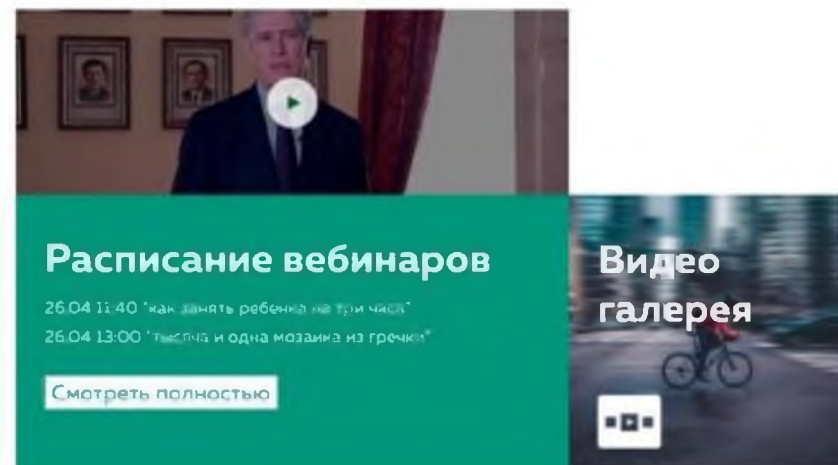 Расписание вебинаров
26.04 11:40 "как занять ребенка на три часа"
26.04 13:00 "тысяча и одна мозаика из гречки"
Смотреть полностью
Видео
галерея